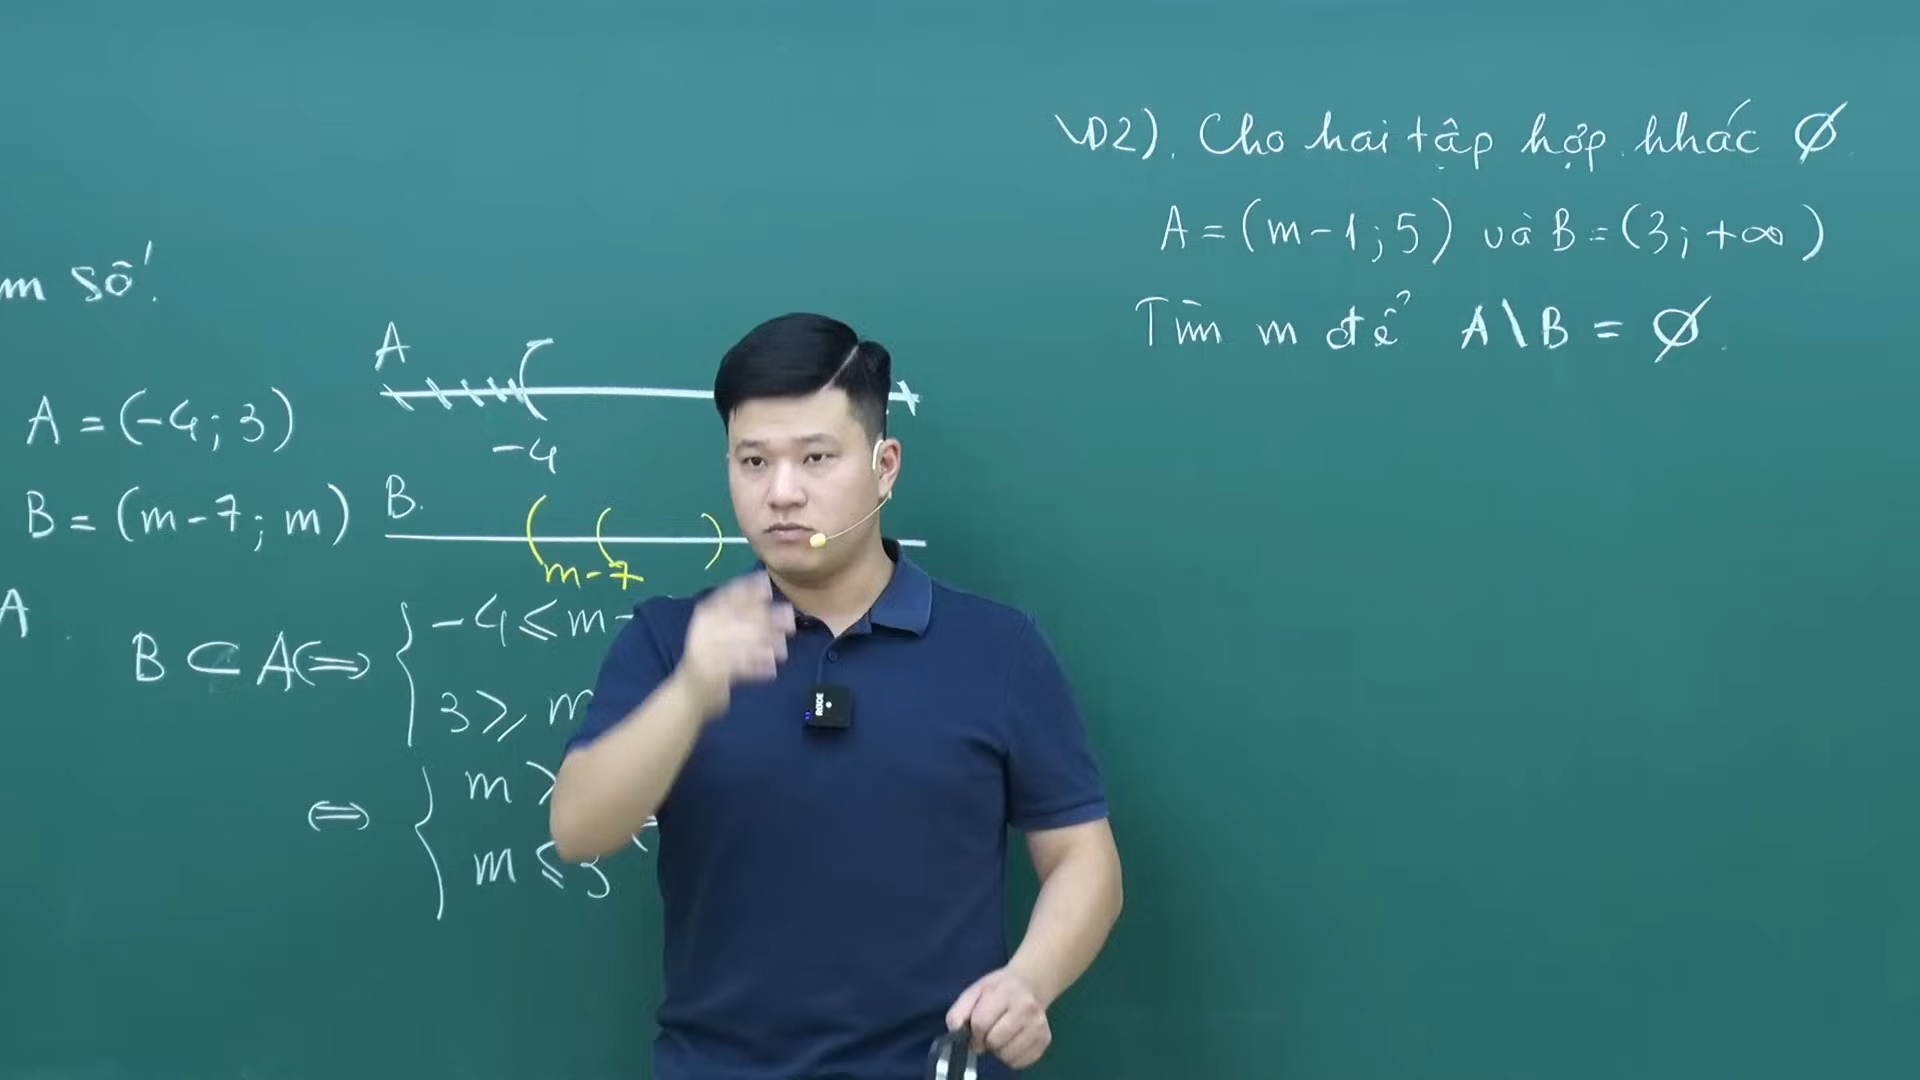 m số!
A
-4
A = (-4; 3)
B.
B = (m-7; m)
m-7
A.
B ⊂ A ⇔ { -4 ≤ m-
3 ≥ m
⇔ { m >
m ≤ 3
RODE
VD2). Cho hai tập hợp khác ∅
A = (m-1; 5) và B = (3; +∞)
Tìm m để A\B = ∅.